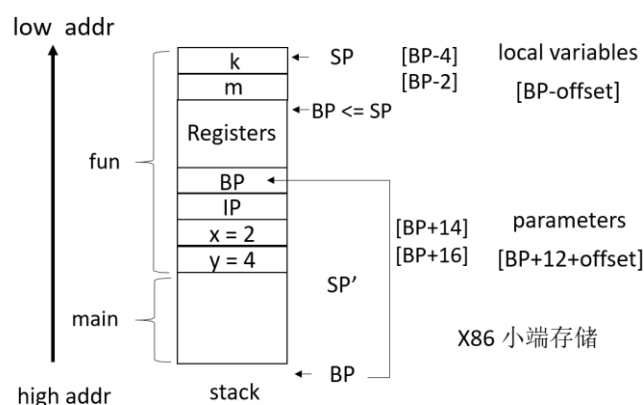 low addr
k
SP
[BP-4]
local variables
m
[BP-2]
[BP-offset]
BP <= SP
Registers
fun
BP
IP
[BP+14]
parameters
x = 2
[BP+16]
[BP+12+offset]
y = 4
SP’
main
X86 小端存储
BP
high addr
stack